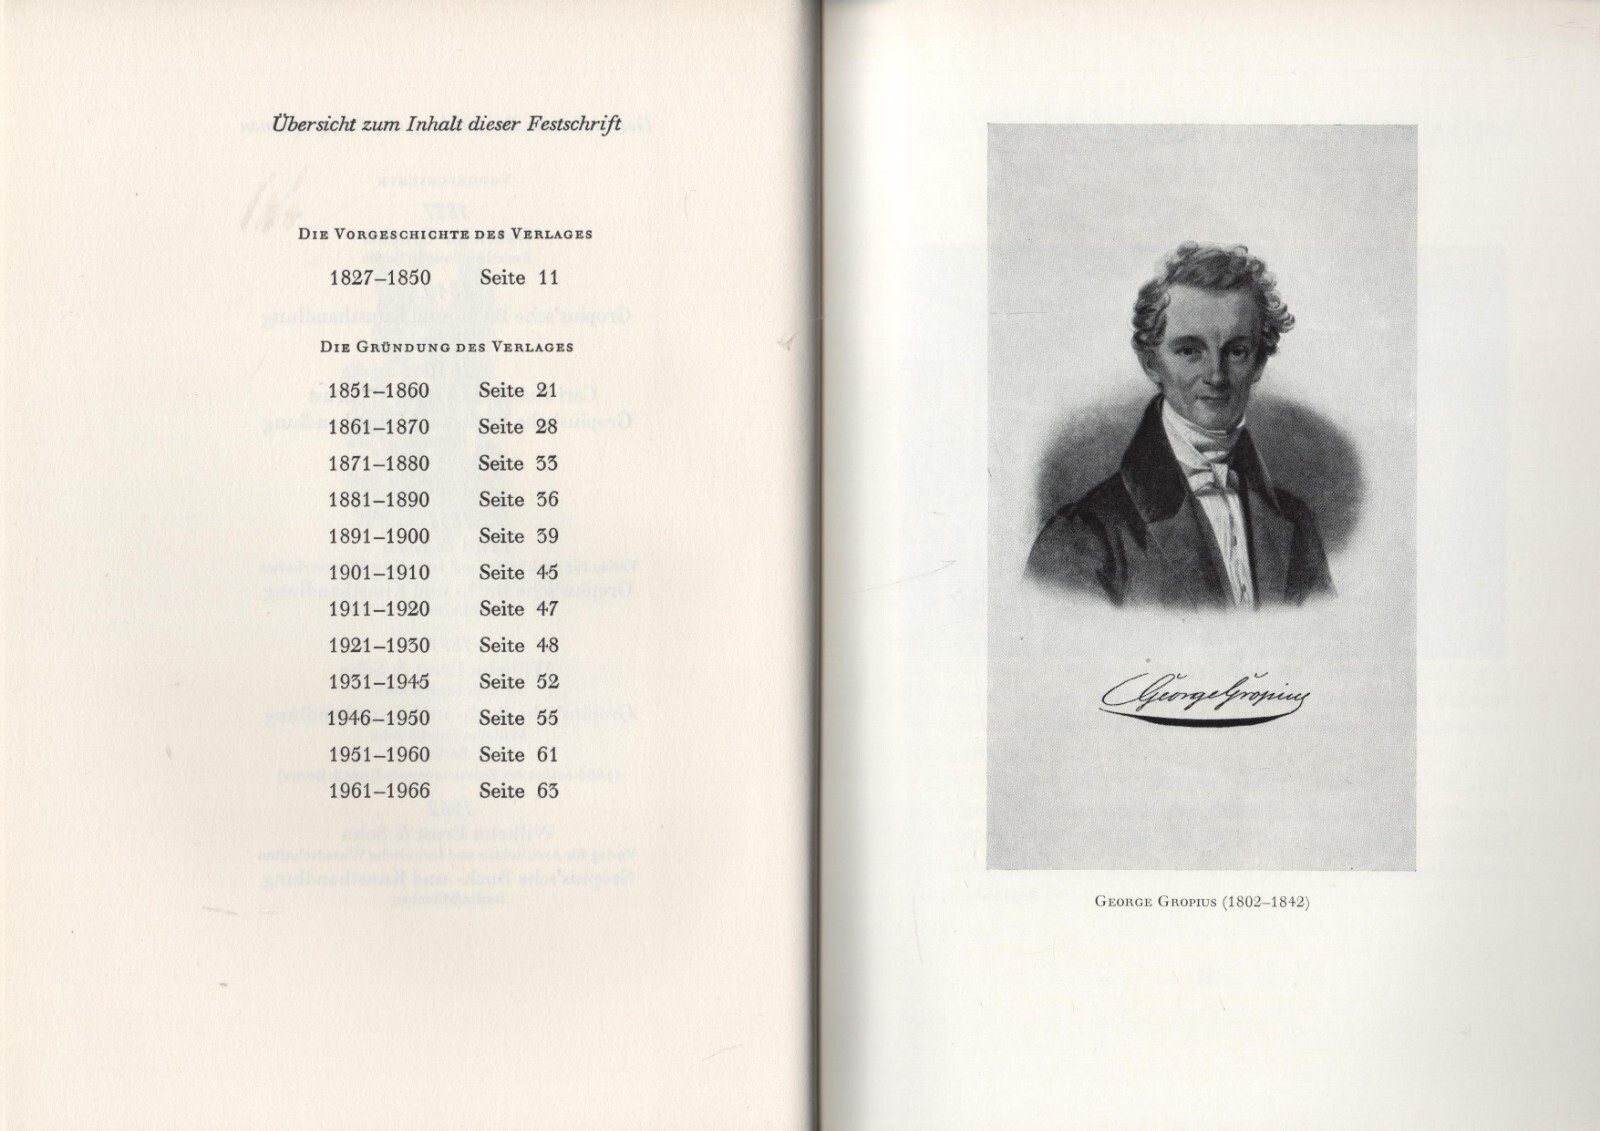 Übersicht zum Inhalt dieser Festschrift
DIE VORGESCHICHTE DES VERLAGES
1827–1850 Seite 11
DIE GRÜNDUNG DES VERLAGES
1851–1860 Seite 21
1861–1870 Seite 28
1871–1880 Seite 33
1881–1890 Seite 36
1891–1900 Seite 39
1901–1910 Seite 45
1911–1920 Seite 47
1921–1930 Seite 48
1931–1945 Seite 52
1946–1950 Seite 55
1951–1960 Seite 61
1961–1966 Seite 63
George Gropius
GEORGE GROPIUS (1802–1842)